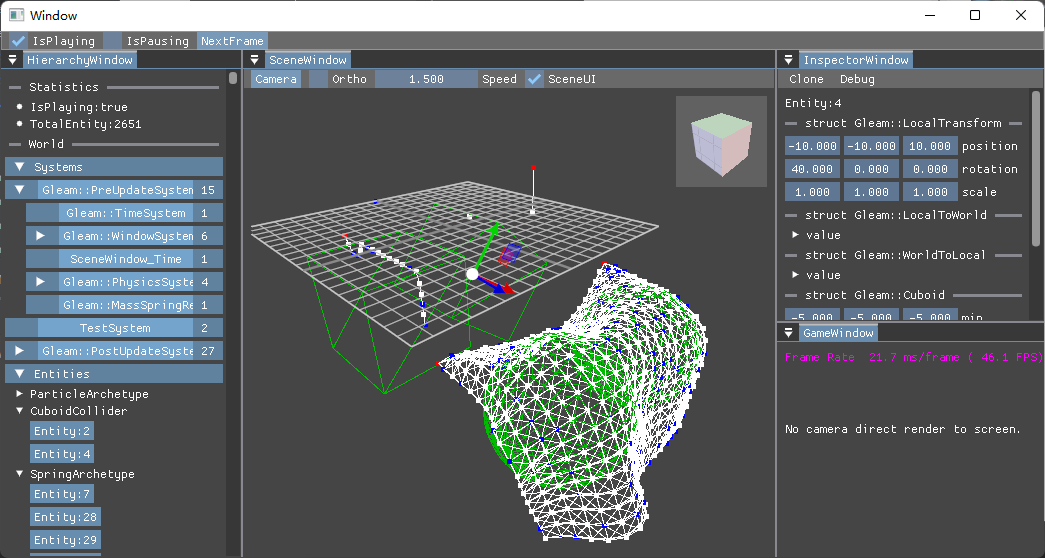 Window
IsPlaying IsPausing NextFrame
HierarchyWindow
Statistics
IsPlaying:true
TotalEntity:2651
World
Systems
Gleam::PreUpdateSystem 15
Gleam::TimeSystem 1
Gleam::WindowSystem 6
SceneWindow_Time 1
Gleam::PhysicsSystem 4
Gleam::MassSpringRe 1
TestSystem 2
Gleam::PostUpdateSyste 27
Entities
ParticleArchetype
CuboidCollider
Entity:2
Entity:4
SpringArchetype
Entity:7
Entity:28
Entity:29
SceneWindow
Camera Ortho 1.500 Speed SceneUI
InspectorWindow
Clone Debug
Entity:4
struct Gleam::LocalTransform
-10.000 -10.000 10.000 position
40.000 0.000 0.000 rotation
1.000 1.000 1.000 scale
struct Gleam::LocalToWorld
value
struct Gleam::WorldToLocal
value
struct Gleam::Cuboid
-5.000 -5.000 -5.000 min
GameWindow
Frame Rate 21.7 ms/frame ( 46.1 FPS)
No camera direct render to screen.